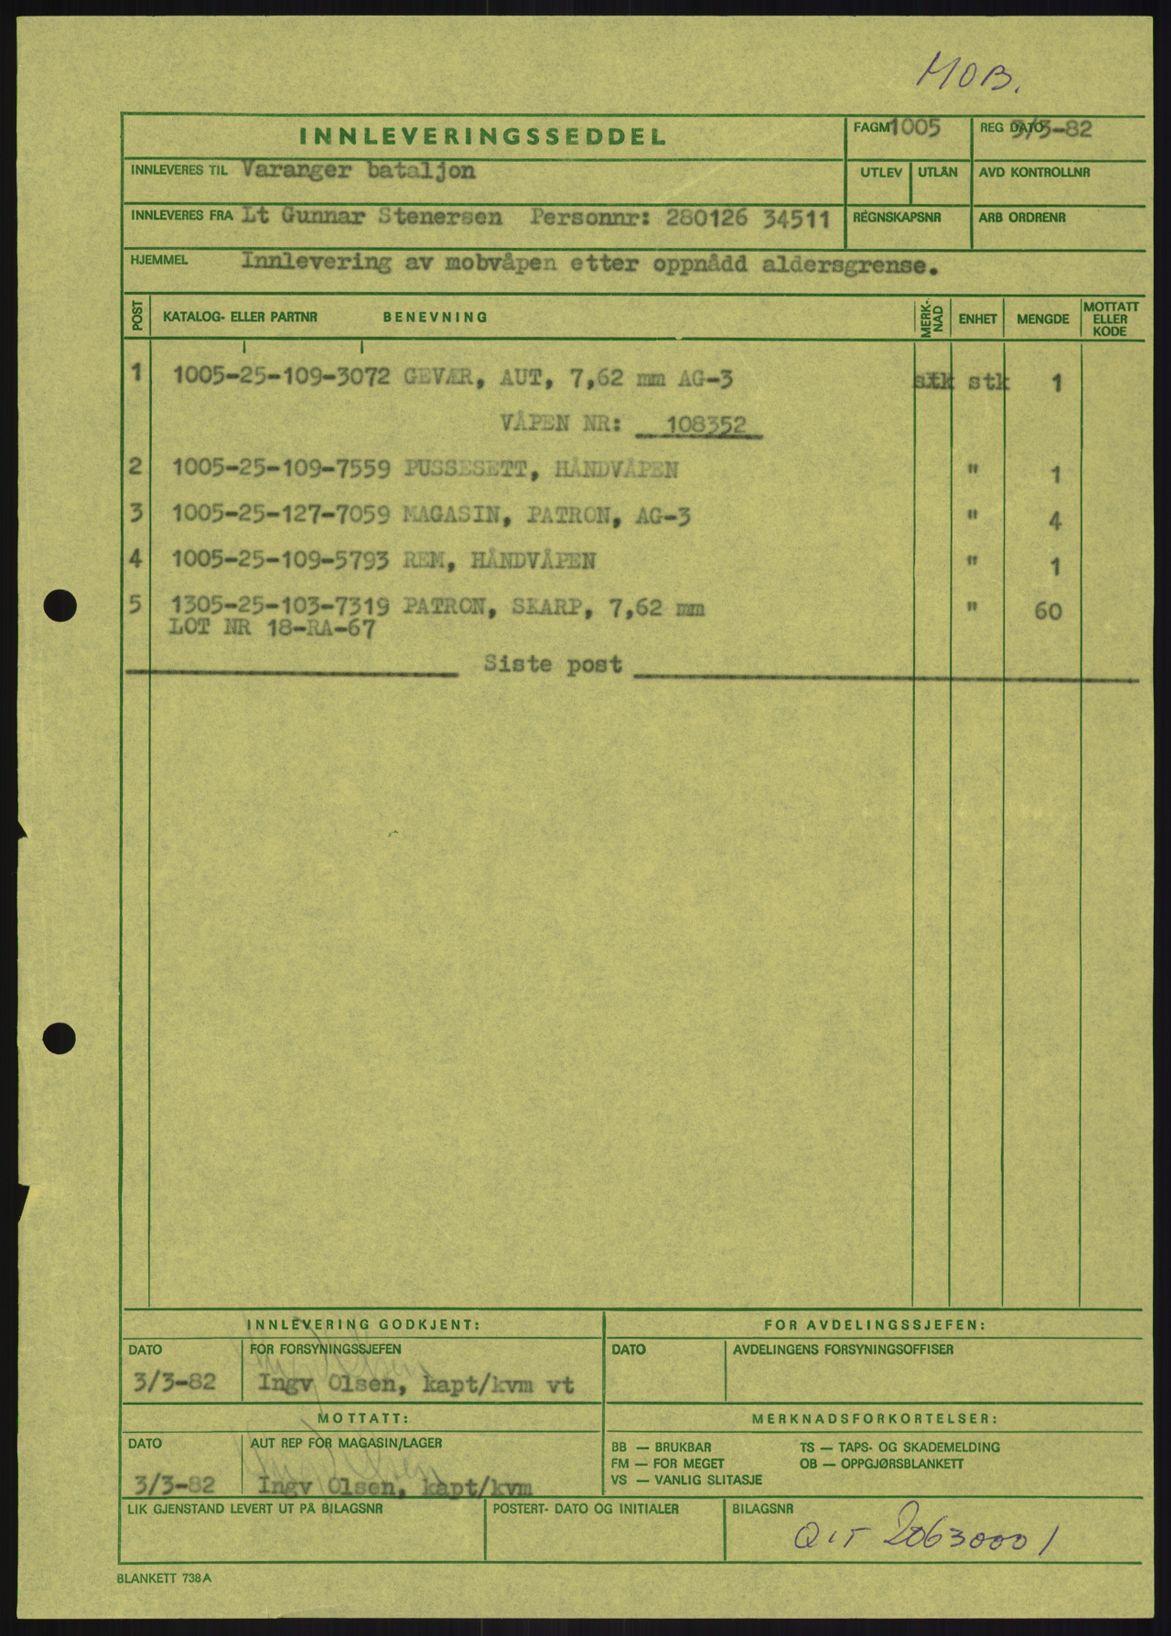 MOB.
INNLEVERINGSSEDDEL
FAGM 1005
REG DATO 3/3-82
INNLEVERES TIL Varanger bataljon
UTLEV UTLÅN AVD KONTROLLNR
INNLEVERES FRA Lt Gunnar Stenersen Personnr: 280126 34511
REGNSKAPSNR ARB ORDRENR
HJEMMEL Innlevering av mobvåpen etter oppnådd aldersgrense.
POST KATALOG- ELLER PARTNR BENEVNING MERK-NAD ENHET MENGDE MOTTATT ELLER KODE
1 1005-25-109-3072 GEVÆR, AUT, 7,62 mm AG-3 stk stk 1
VÅPEN NR: 108352
2 1005-25-109-7559 PUSSESETT, HÅNDVÅPEN " 1
3 1005-25-127-7059 MAGASIN, PATRON, AG-3 " 4
4 1005-25-109-5793 REM, HÅNDVÅPEN " 1
5 1305-25-103-7319 PATRON, SKARP, 7,62 mm " 60
LOT NR 18-RA-67
Siste post
INNLEVERING GODKJENT: FOR AVDELINGSSJEFEN:
DATO FOR FORSYNINGSSJEFEN DATO AVDELINGENS FORSYNINGSOFFISER
3/3-82 Ingv Olsen, kapt/kvm vt
MOTTATT: MERKNADSFORKORTELSER:
DATO AUT REP FOR MAGASIN/LAGER
BB — BRUKBAR TS — TAPS- OG SKADEMELDING
FM — FOR MEGET OB — OPPGJØRSBLANKETT
VS — VANLIG SLITASJE
3/3-82 Ingv Olsen, kapt/kvm
LIK GJENSTAND LEVERT UT PÅ BILAGSNR POSTERT- DATO OG INITIALER BILAGSNR
20630001
BLANKETT 738 A